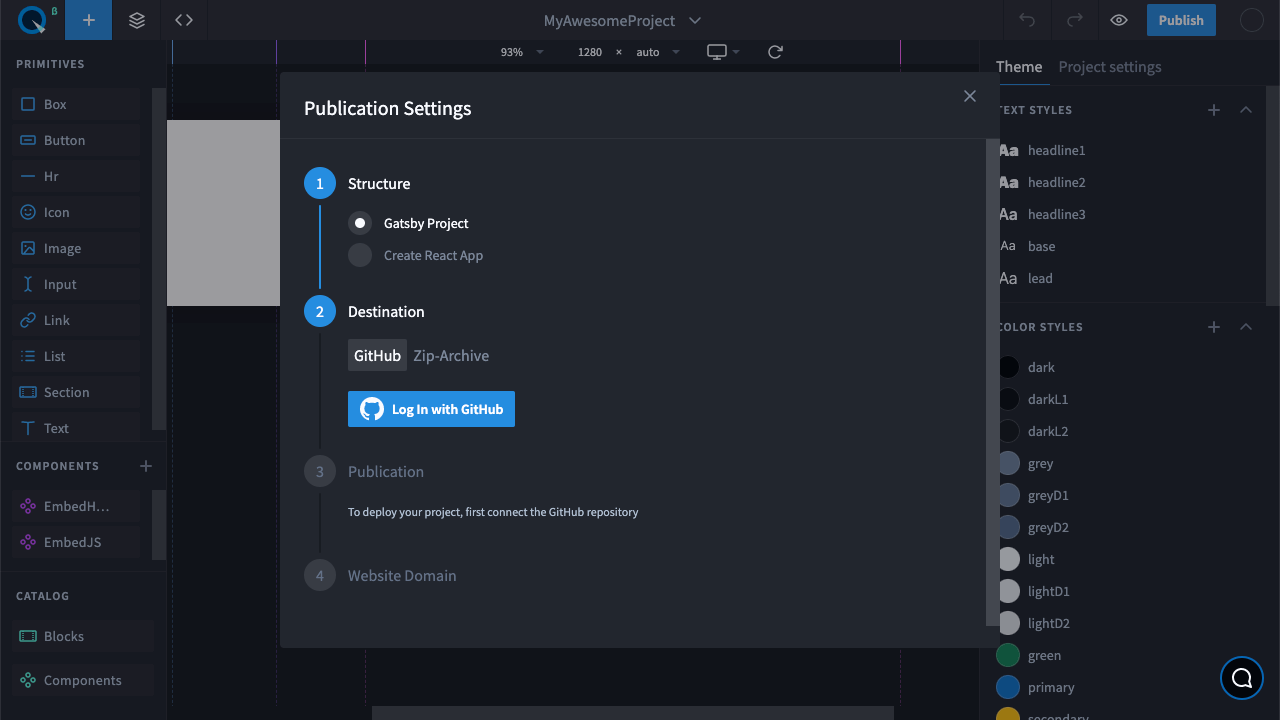 β
MyAwesomeProject
Publish
93%
1280 × auto
PRIMITIVES
Box
Button
Hr
Icon
Image
Input
Link
List
Section
Text
COMPONENTS
EmbedH...
EmbedJS
CATALOG
Blocks
Components
Publication Settings
1 Structure
Gatsby Project
Create React App
2 Destination
GitHub Zip-Archive
Log In with GitHub
3 Publication
To deploy your project, first connect the GitHub repository
4 Website Domain
Theme Project settings
TEXT STYLES
Aa headline1
Aa headline2
Aa headline3
Aa base
Aa lead
COLOR STYLES
dark
darkL1
darkL2
grey
greyD1
greyD2
light
lightD1
lightD2
green
primary
secondary